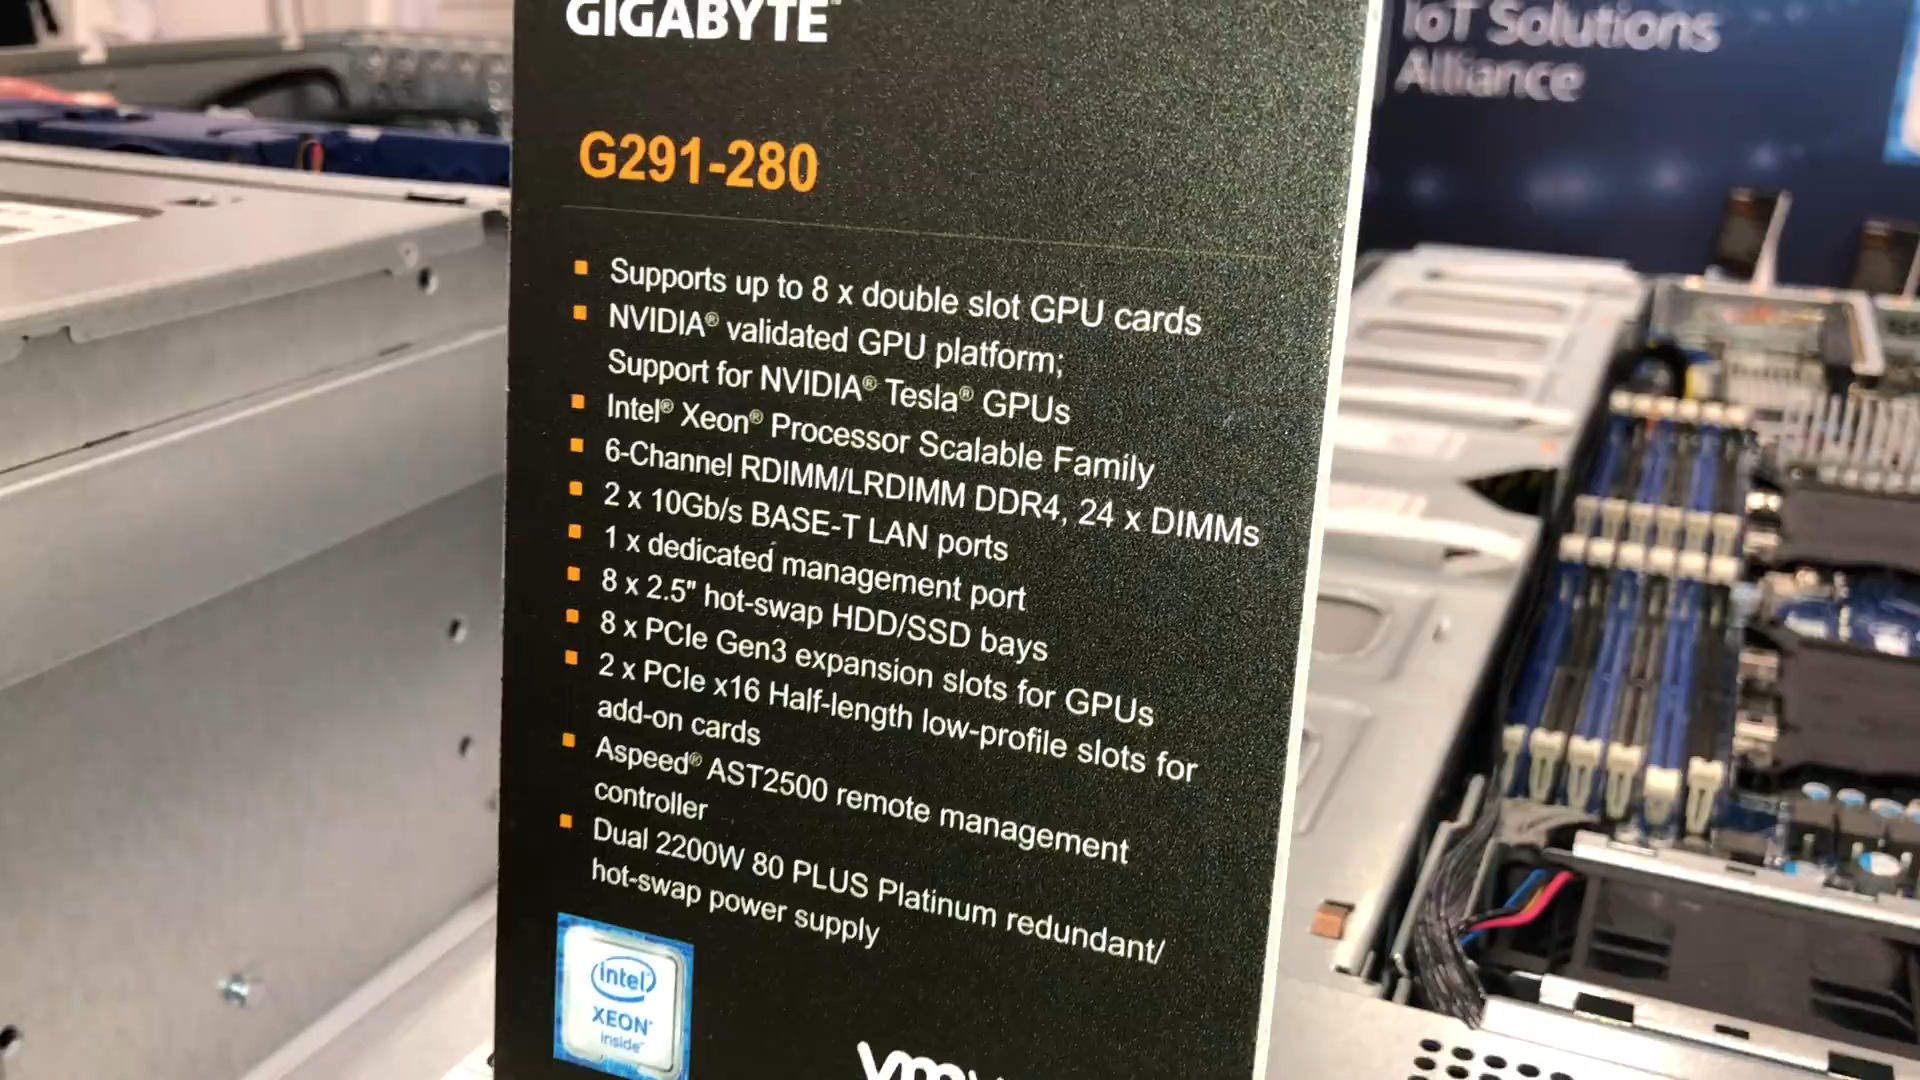 GIGABYTE
IoT Solutions
Alliance
G291-280
Supports up to 8 x double slot GPU cards
NVIDIA® validated GPU platform;
Support for NVIDIA® Tesla® GPUs
Intel® Xeon® Processor Scalable Family
6-Channel RDIMM/LRDIMM DDR4, 24 x DIMMs
2 x 10Gb/s BASE-T LAN ports
1 x dedicated management port
8 x 2.5" hot-swap HDD/SSD bays
8 x PCIe Gen3 expansion slots for GPUs
2 x PCIe x16 Half-length low-profile slots for
add-on cards
Aspeed® AST2500 remote management
controller
Dual 2200W 80 PLUS Platinum redundant/
hot-swap power supply
intel
XEON
inside